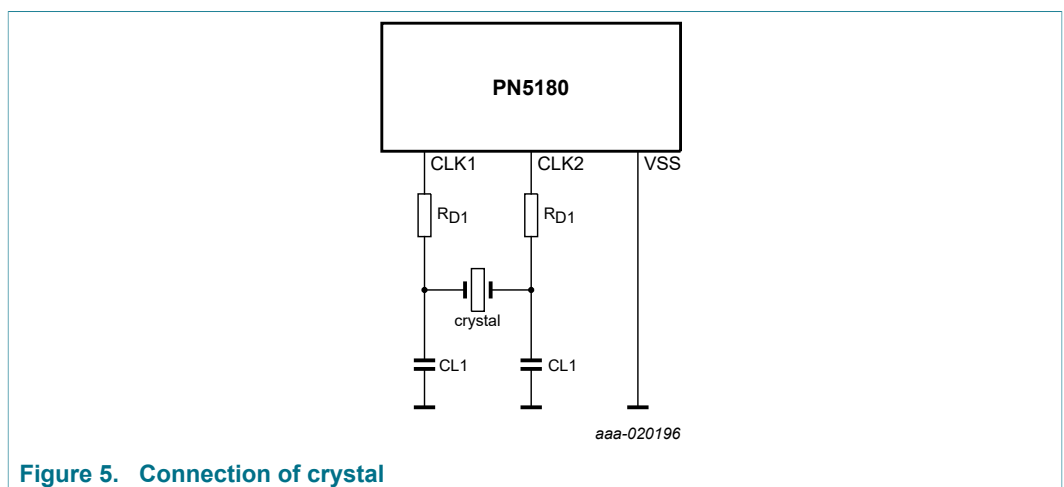 PN5180
CLK1 CLK2 VSS
RD1 RD1
crystal
CL1 CL1
aaa-020196
Figure 5. Connection of crystal